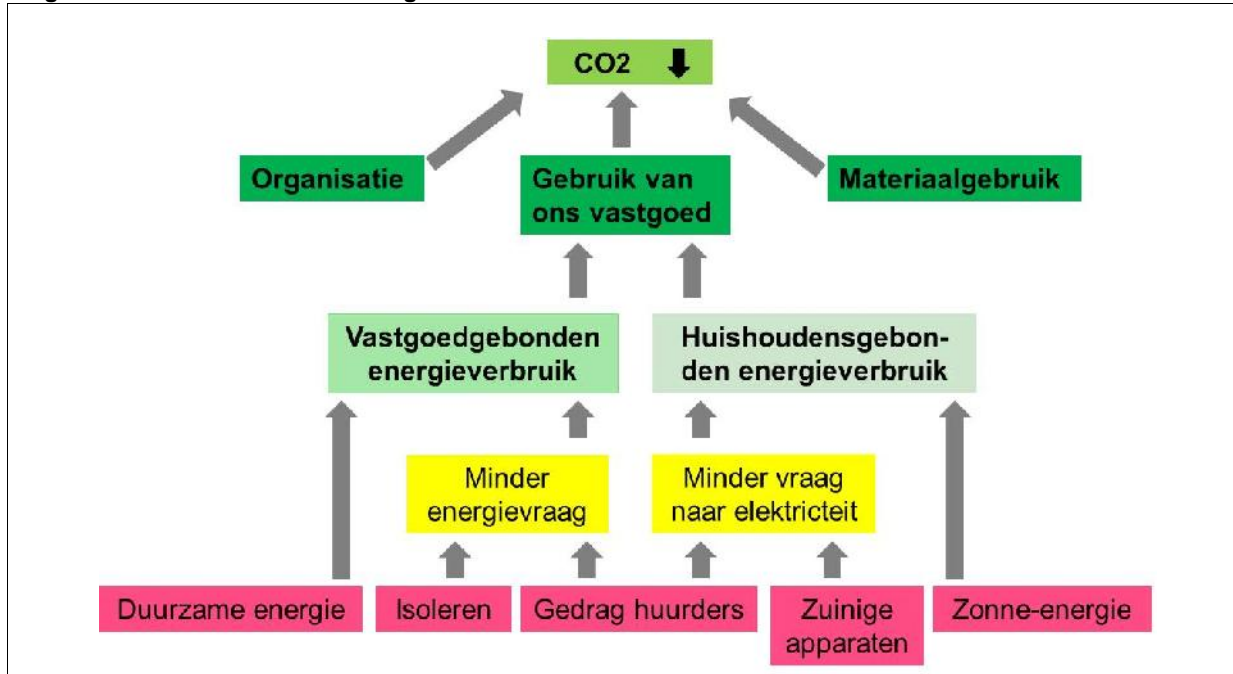 CO2
Organisatie
Gebruik van
ons vastgoed
Materiaalgebruik
Vastgoedgebonden
energieverbruik
Huishoudensgebon-
den energieverbruik
Minder
energievraag
Minder vraag
naar elektricteit
Duurzame energie
Isoleren
Gedrag huurders
Zuinige
apparaten
Zonne-energie